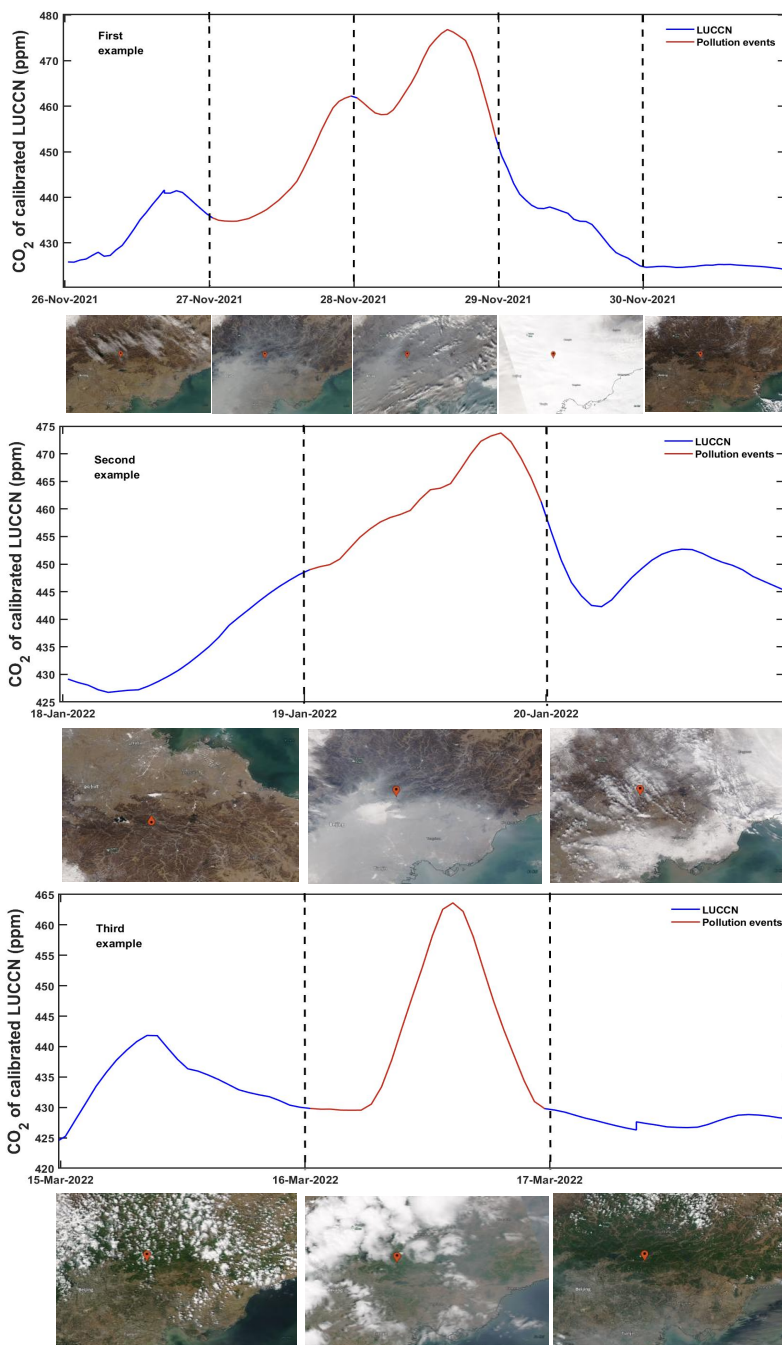 First
example
LUCCN
Pollution events
CO2 of calibrated LUCCN (ppm)
480
470
460
450
440
430
26-Nov-2021 27-Nov-2021 28-Nov-2021 29-Nov-2021 30-Nov-2021
Second
example
LUCCN
Pollution events
CO2 of calibrated LUCCN (ppm)
475
470
465
460
455
450
445
440
435
430
425
18-Jan-2022 19-Jan-2022 20-Jan-2022
Third
example
LUCCN
Pollution events
CO2 of calibrated LUCCN (ppm)
465
460
455
450
445
440
435
430
425
420
15-Mar-2022 16-Mar-2022 17-Mar-2022
Beijing
Beijing